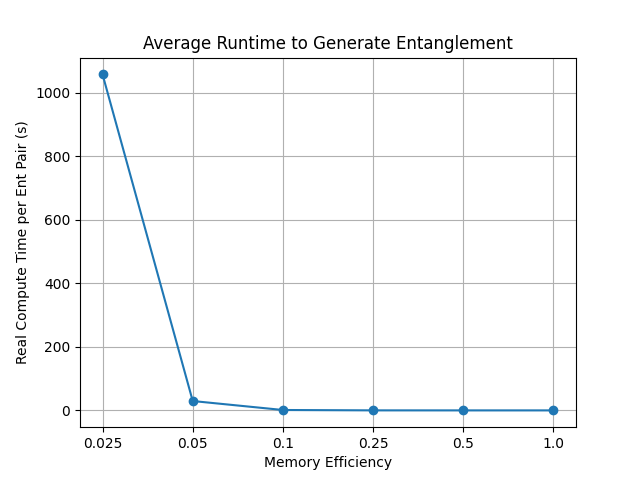 Average Runtime to Generate Entanglement
Real Compute Time per Ent Pair (s)
1000
800
600
400
200
0
0.025 0.05 0.1 0.25 0.5 1.0
Memory Efficiency